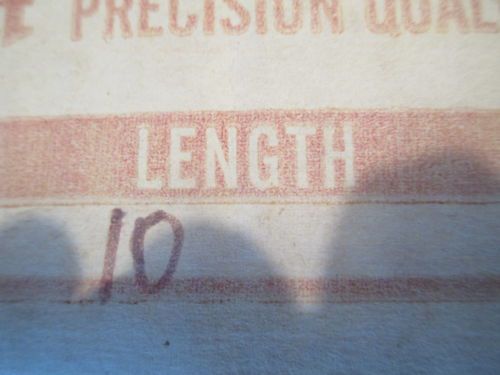 PRECISION QUAL
LENGTH
10